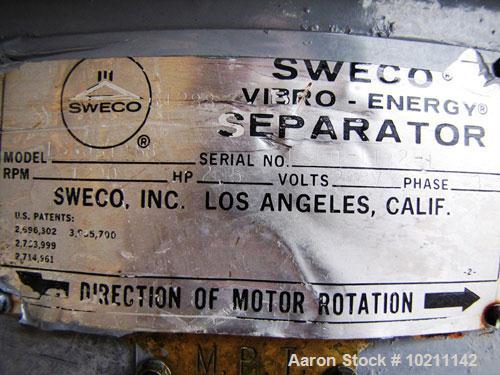 SWECO
®
SWECO®
VIBRO - ENERGY®
SEPARATOR
MODEL SERIAL NO.
RPM HP VOLTS PHASE
SWECO, INC. LOS ANGELES, CALIF.
U.S. PATENTS:
2,696,302
2,714,961
-2-
DIRECTION OF MOTOR ROTATION
Aaron Stock # 10211142